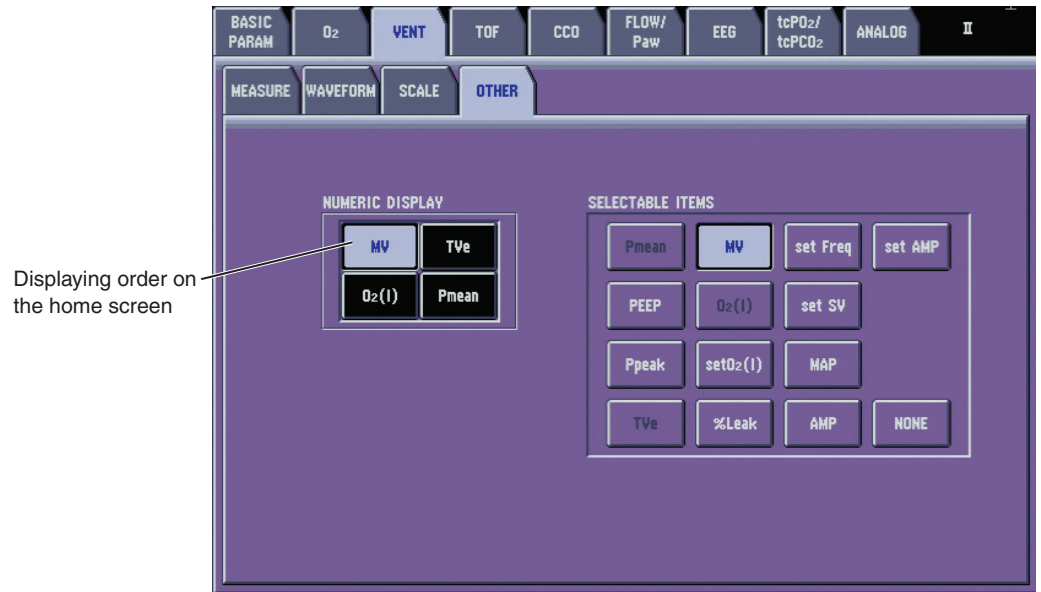 BASIC
PARAM
O2
VENT
TOF
CCO
FLOW/
Paw
EEG
tcPO2/
tcPCO2
ANALOG
II
MEASURE
WAVEFORM
SCALE
OTHER
NUMERIC DISPLAY
MV
TVe
O2(I)
Pmean
Displaying order on
the home screen
SELECTABLE ITEMS
Pmean
MV
set Freq
set AMP
PEEP
O2(I)
set SV
Ppeak
setO2(I)
MAP
TVe
%Leak
AMP
NONE